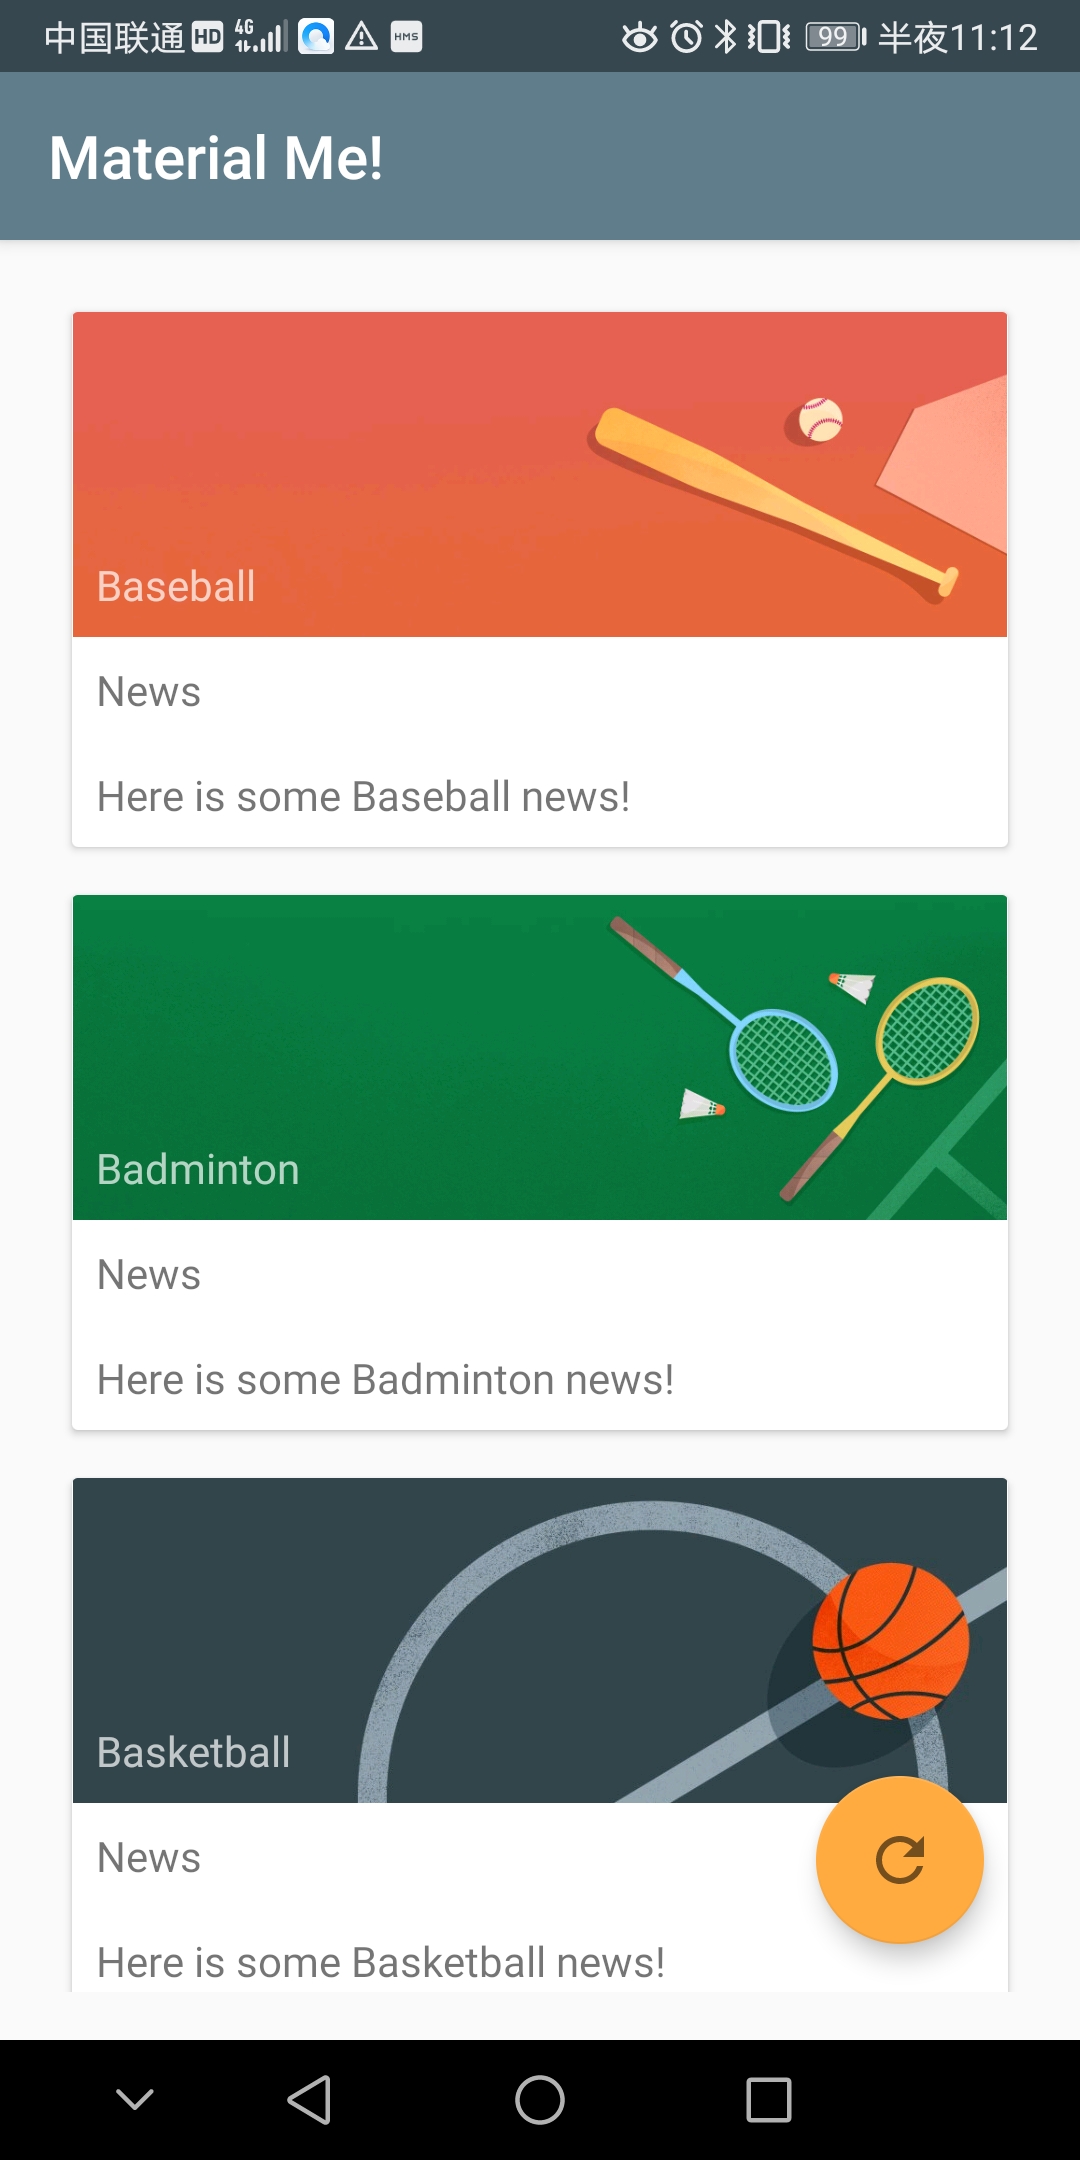 中国联通 HD 4G HMS 99 半夜11:12
Material Me!
Baseball
News
Here is some Baseball news!
Badminton
News
Here is some Badminton news!
Basketball
News
Here is some Basketball news!